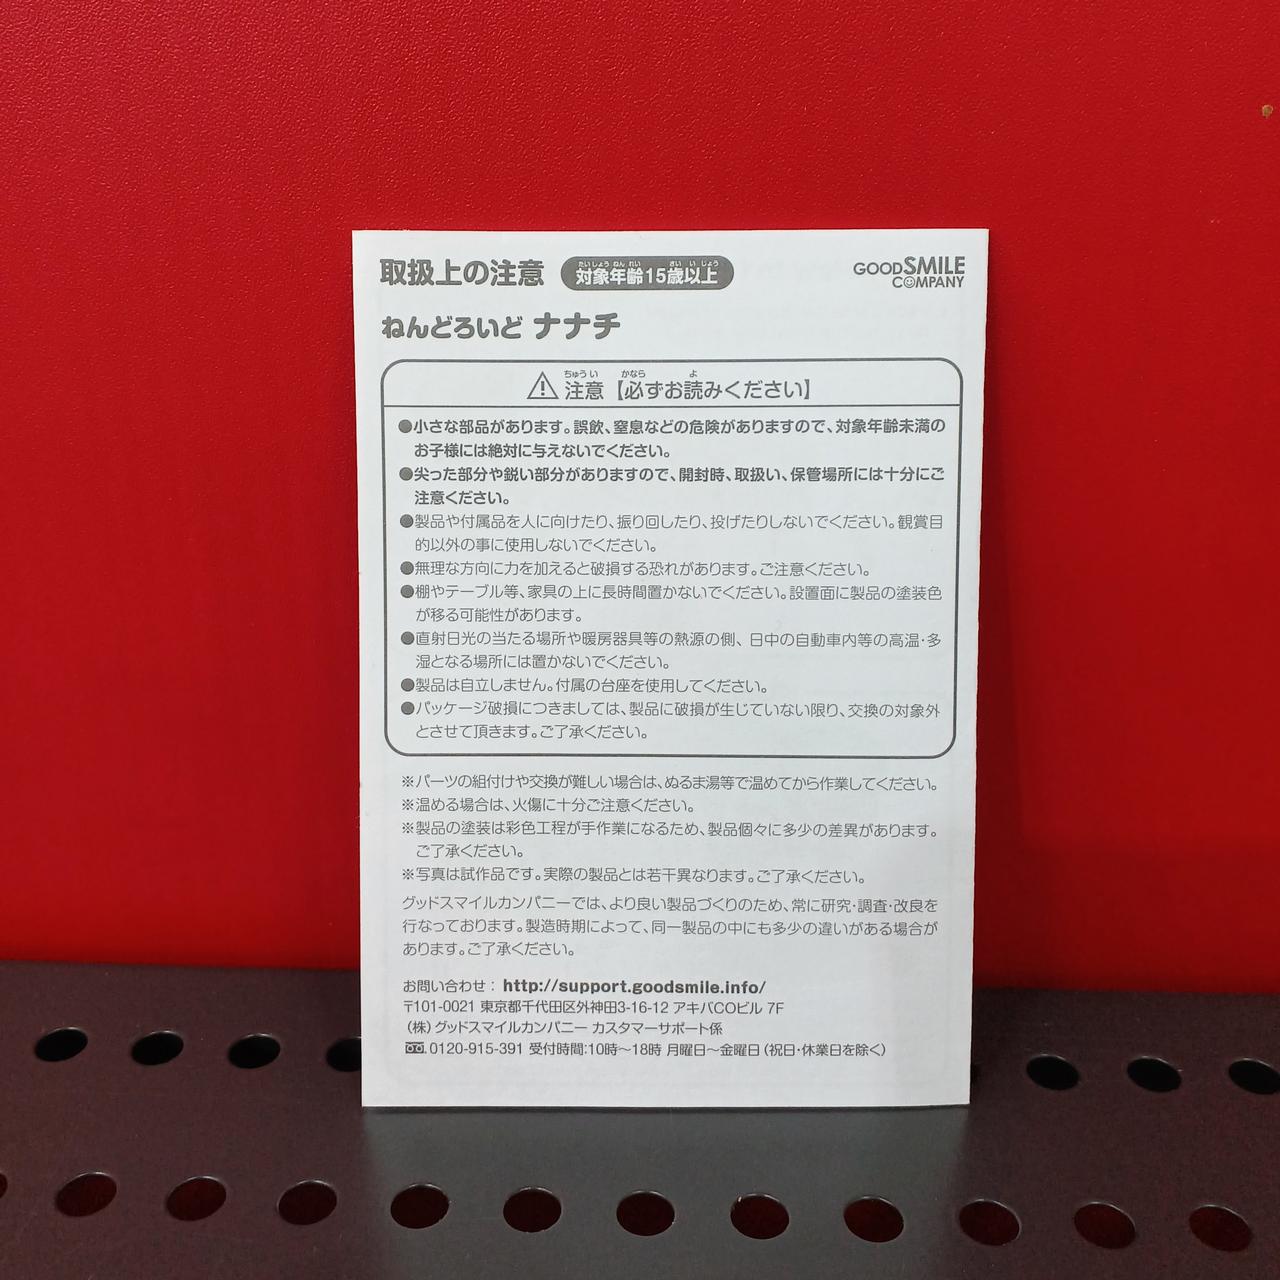 取扱上の注意 対象年齢15歳以上 GOODSMILE COMPANY
ねんどろいど ナナチ
注意【必ずお読みください】
●小さな部品があります。誤飲、窒息などの危険がありますので、対象年齢未満の
お子様には絶対に与えないでください。
●尖った部分や鋭い部分がありますので、開封時、取扱い、保管場所には十分にご
注意ください。
●製品や付属品を人に向けたり、振り回したり、投げたりしないでください。観賞目
的以外の事に使用しないでください。
●無理な方向に力を加えると破損する恐れがあります。ご注意ください。
●棚やテーブル等、家具の上に長時間置かないでください。設置面に製品の塗装色
が移る可能性があります。
●直射日光の当たる場所や暖房器具等の熱源の側、日中の自動車内等の高温・多
湿となる場所には置かないでください。
●製品は自立しません。付属の台座を使用してください。
●パッケージ破損につきましては、製品に破損が生じていない限り、交換の対象外
とさせて頂きます。ご了承ください。
※パーツの組付けや交換が難しい場合は、ぬるま湯等で温めてから作業してください。
※温める場合は、火傷に十分ご注意ください。
※製品の塗装は彩色工程が手作業になるため、製品個々に多少の差異があります。
ご了承ください。
※写真は試作品です。実際の製品とは若干異なります。ご了承ください。
グッドスマイルカンパニーでは、より良い製品づくりのため、常に研究・調査・改良を
行なっております。製造時期によって、同一製品の中にも多少の違いがある場合が
あります。ご了承ください。
お問い合わせ：http://support.goodsmile.info/
〒101-0021 東京都千代田区外神田3-16-12 アキバCOビル 7F
（株）グッドスマイルカンパニー カスタマーサポート係
0120-915-391 受付時間：10時〜18時 月曜日〜金曜日（祝日・休業日を除く）